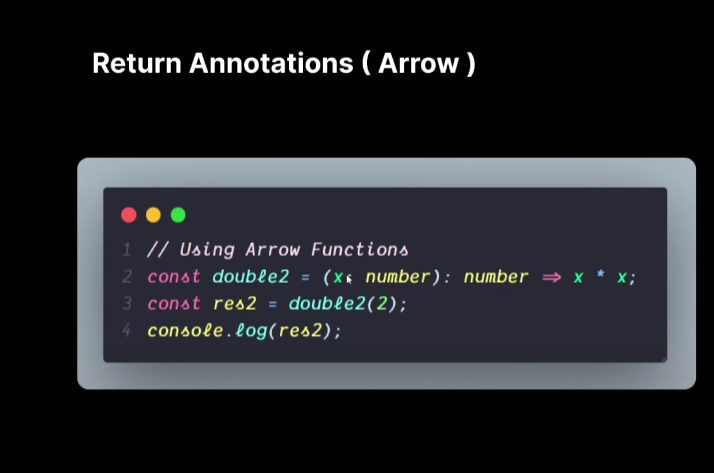 Return Annotations ( Arrow )
1 // Using Arrow Functions
2 const double2 = (x: number): number => x * x;
3 const res2 = double2(2);
4 console.log(res2);